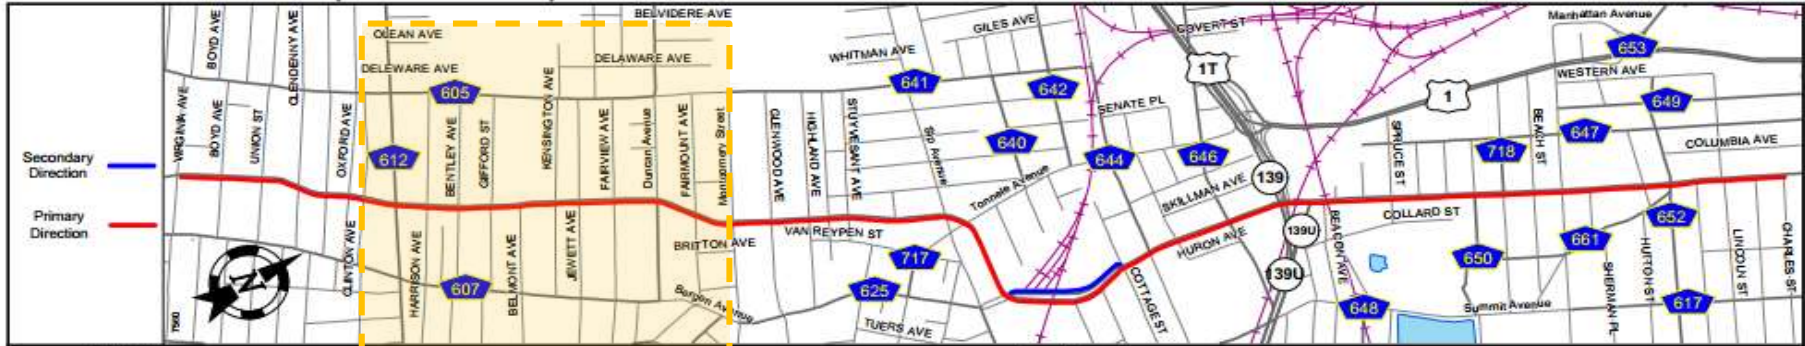 BELVIDERE AVE
OLEAN AVE
DELEWARE AVE
DELAWARE AVE
WHITMAN AVE
GILES AVE
COVERT ST
Manhattan Avenue
WESTERN AVE
COLUMBIA AVE
BOYD AVE
CLENDENNY AVE
VIRGINIA AVE
BOYD AVE
UNION ST
OXFORD AVE
BENTLEY AVE
GIFFORD ST
KENSINGTON AVE
FAIRVIEW AVE
Duncan Avenue
FAIRMOUNT AVE
Montgomery Street
GLENWOOD AVE
HIGHLAND AVE
STUYVESANT AVE
Sip Avenue
Tonnele Avenue
SENATE PL
SKILLMAN AVE
SPRUCE ST
BEACH ST
605
612
641
642
640
644
646
1T
1
139
653
649
647
718
Secondary
Direction
Primary
Direction
N
7500
CLINTON AVE
HARRISON AVE
607
BELMONT AVE
JEWETT AVE
BRITTON AVE
Bergen Avenue
VAN REYPEN ST
717
625
TUERS AVE
COTTAGE ST
HURON AVE
139U
139U
BEACON AVE
COLLARD ST
648
650
661
652
617
Summit Avenue
SHERMAN PL
HUTTON ST
LINCOLN ST
CHARLES ST